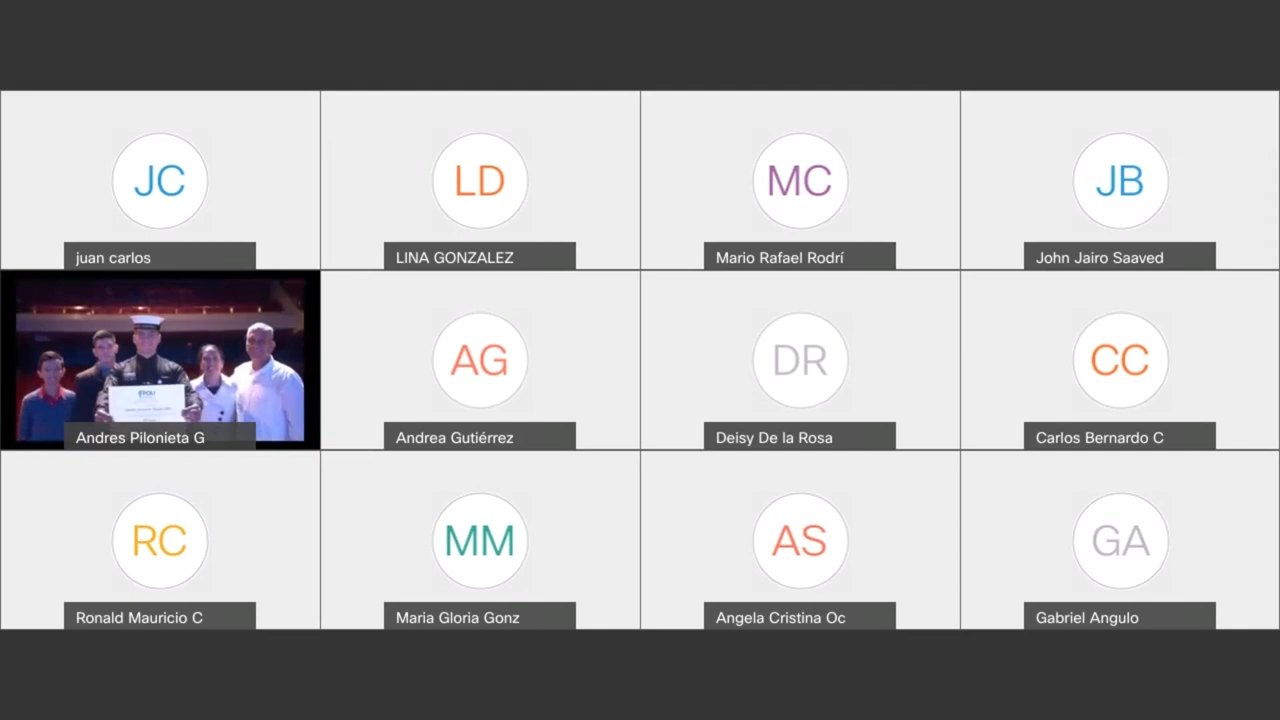 JC
LD
MC
JB
juan carlos
LINA GONZALEZ
Mario Rafael Rodrí
John Jairo Saaved
POLI
AG
DR
CC
Andres Pilonieta G
Andrea Gutiérrez
Deisy De la Rosa
Carlos Bernardo C
RC
MM
AS
GA
Ronald Mauricio C
Maria Gloria Gonz
Angela Cristina Oc
Gabriel Angulo